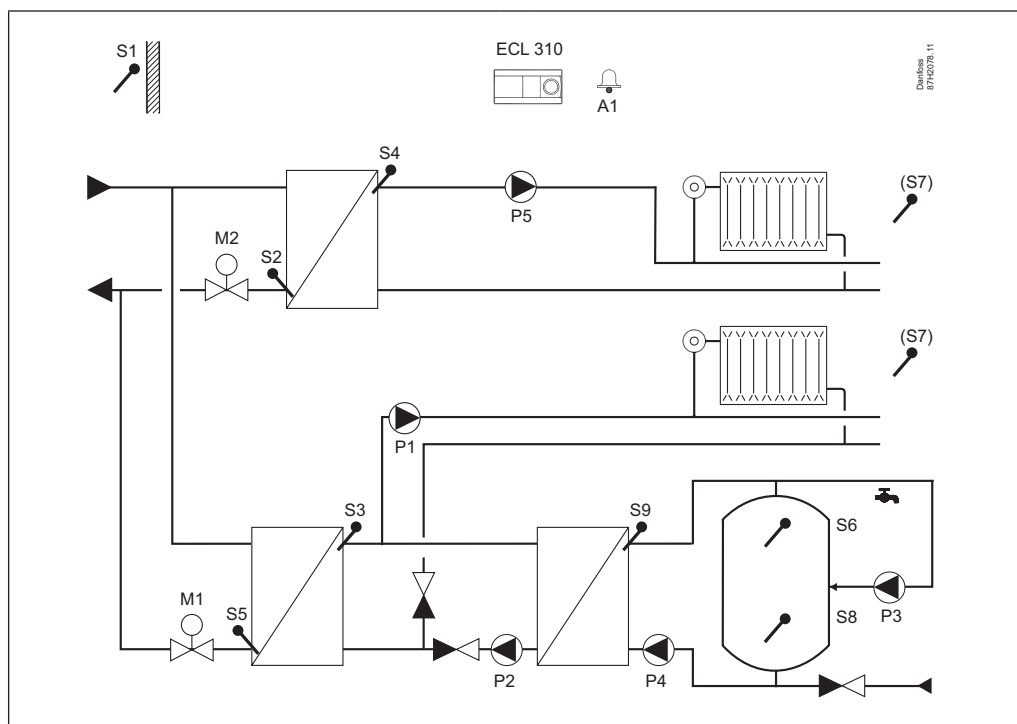 S1
ECL 310
A1
Danfoss
87H2078.11
S4
P5
(S7)
M2
S2
(S7)
P1
S3
S9
S6
M1
S5
S8
P3
P2
P4